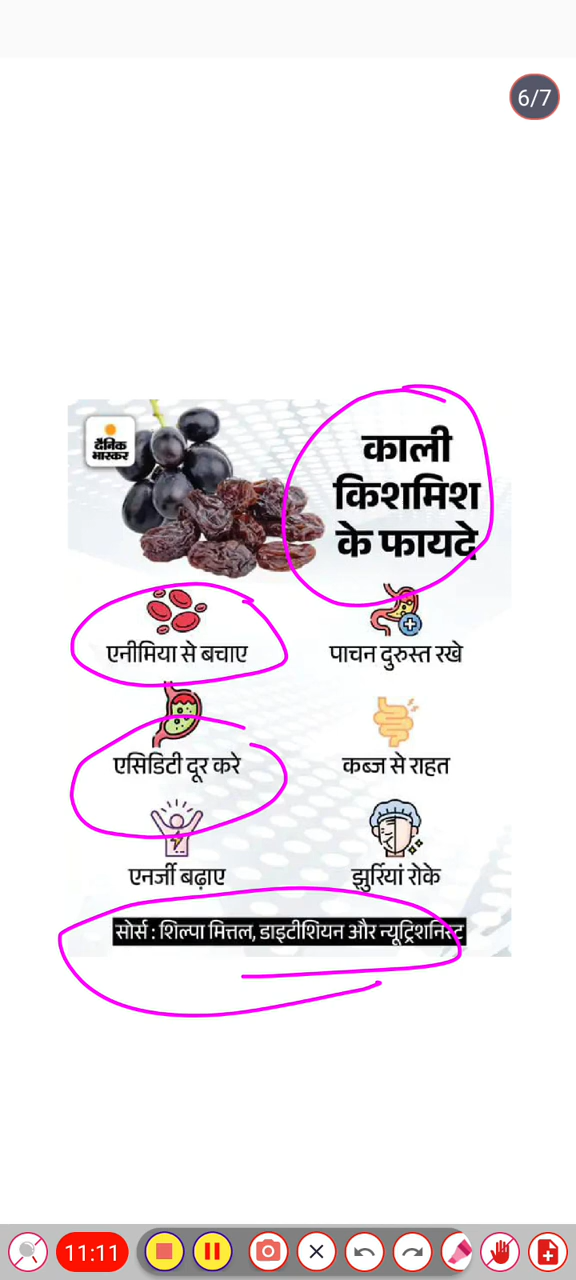 6/7
दैनिक
भास्कर
काली
किशमिश
के फायदे
एनीमिया से बचाए
पाचन दुरुस्त रखे
एसिडिटी दूर करे
कब्ज से राहत
एनर्जी बढ़ाए
झुर्रियां रोके
सोर्स : शिल्पा मित्तल, डाइटीशियन और न्यूट्रिशनिस्ट
11:11